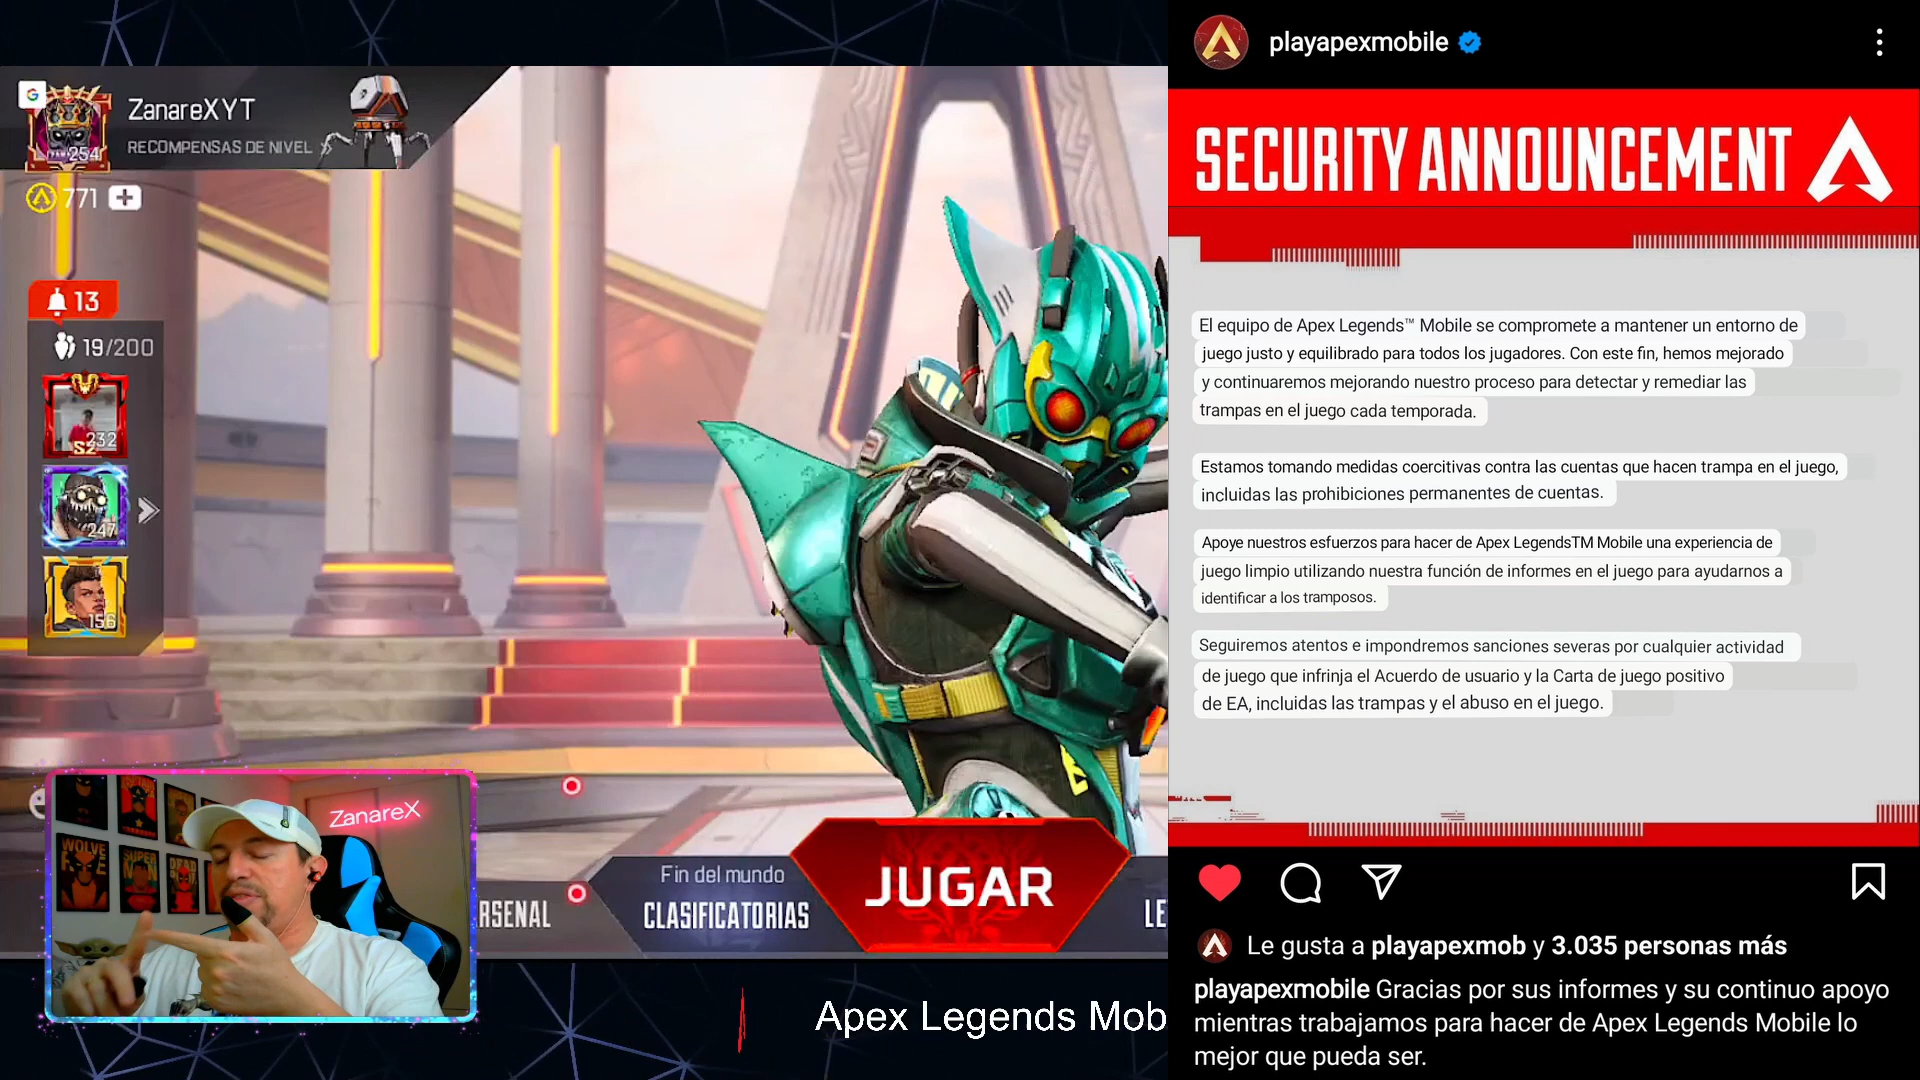 ZanareXYT
254
RECOMPENSAS DE NIVEL
771
13
19/200
232
S2
247
156
ZanareX
WOLVE
SUPER
MAN
DEAD
RSENAL
Fin del mundo
CLASIFICATORIAS
JUGAR
LE
Apex Legends Mob
playapexmobile
SECURITY ANNOUNCEMENT
El equipo de Apex Legends™ Mobile se compromete a mantener un entorno de
juego justo y equilibrado para todos los jugadores. Con este fin, hemos mejorado
y continuaremos mejorando nuestro proceso para detectar y remediar las
trampas en el juego cada temporada.
Estamos tomando medidas coercitivas contra las cuentas que hacen trampa en el juego,
incluidas las prohibiciones permanentes de cuentas.
Apoye nuestros esfuerzos para hacer de Apex LegendsTM Mobile una experiencia de
juego limpio utilizando nuestra función de informes en el juego para ayudarnos a
identificar a los tramposos.
Seguiremos atentos e impondremos sanciones severas por cualquier actividad
de juego que infrinja el Acuerdo de usuario y la Carta de juego positivo
de EA, incluidas las trampas y el abuso en el juego.
Le gusta a playapexmob y 3.035 personas más
playapexmobile Gracias por sus informes y su continuo apoyo
mientras trabajamos para hacer de Apex Legends Mobile lo
mejor que pueda ser.